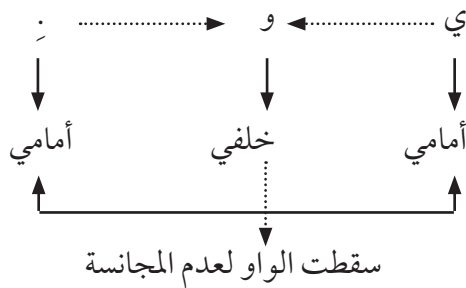 ي و ◌ِ
أمامي خلفي أمامي
سقطت الواو لعدم المجانسة